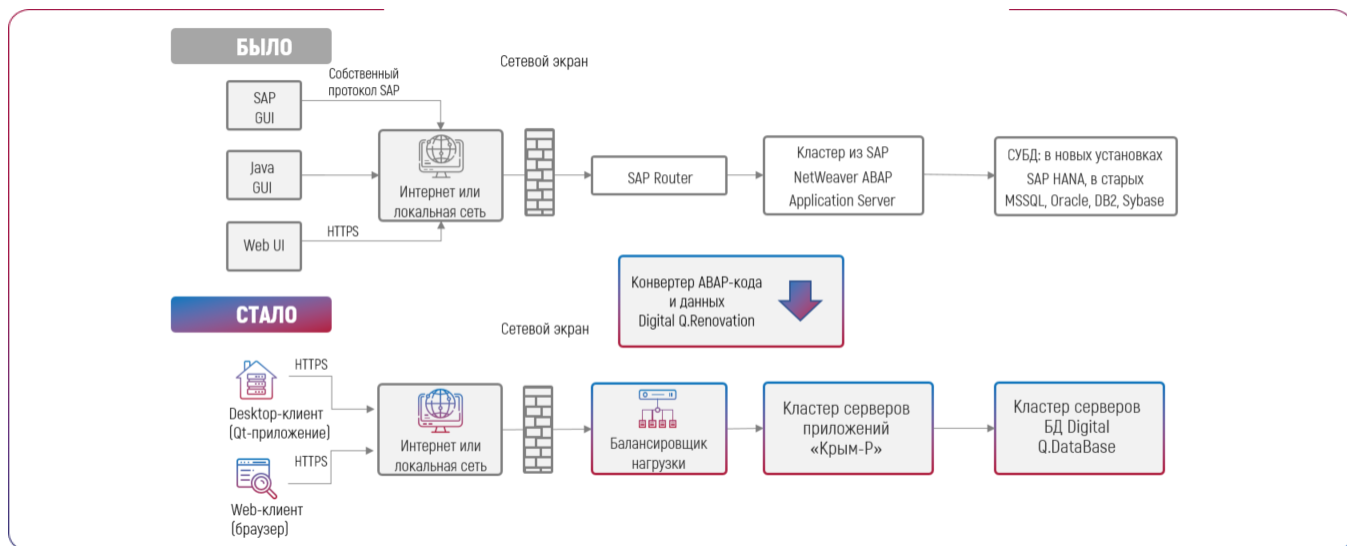 БЫЛО
Сетевой экран
Собственный
протокол SAP
SAP
GUI
Java
GUI
Web UI
HTTPS
Интернет или
локальная сеть
SAP Router
Кластер из SAP
NetWeaver ABAP
Application Server
СУБД: в новых установках
SAP HANA, в старых
MSSQL, Oracle, DB2, Sybase
Конвертер ABAP-кода
и данных
Digital Q.Renovation
СТАЛО
Сетевой экран
HTTPS
Desktop-клиент
(Qt-приложение)
HTTPS
Web-клиент
(браузер)
Интернет или
локальная сеть
Балансировщик
нагрузки
Кластер серверов
приложений
«Крым-Р»
Кластер серверов
БД Digital
Q.DataBase